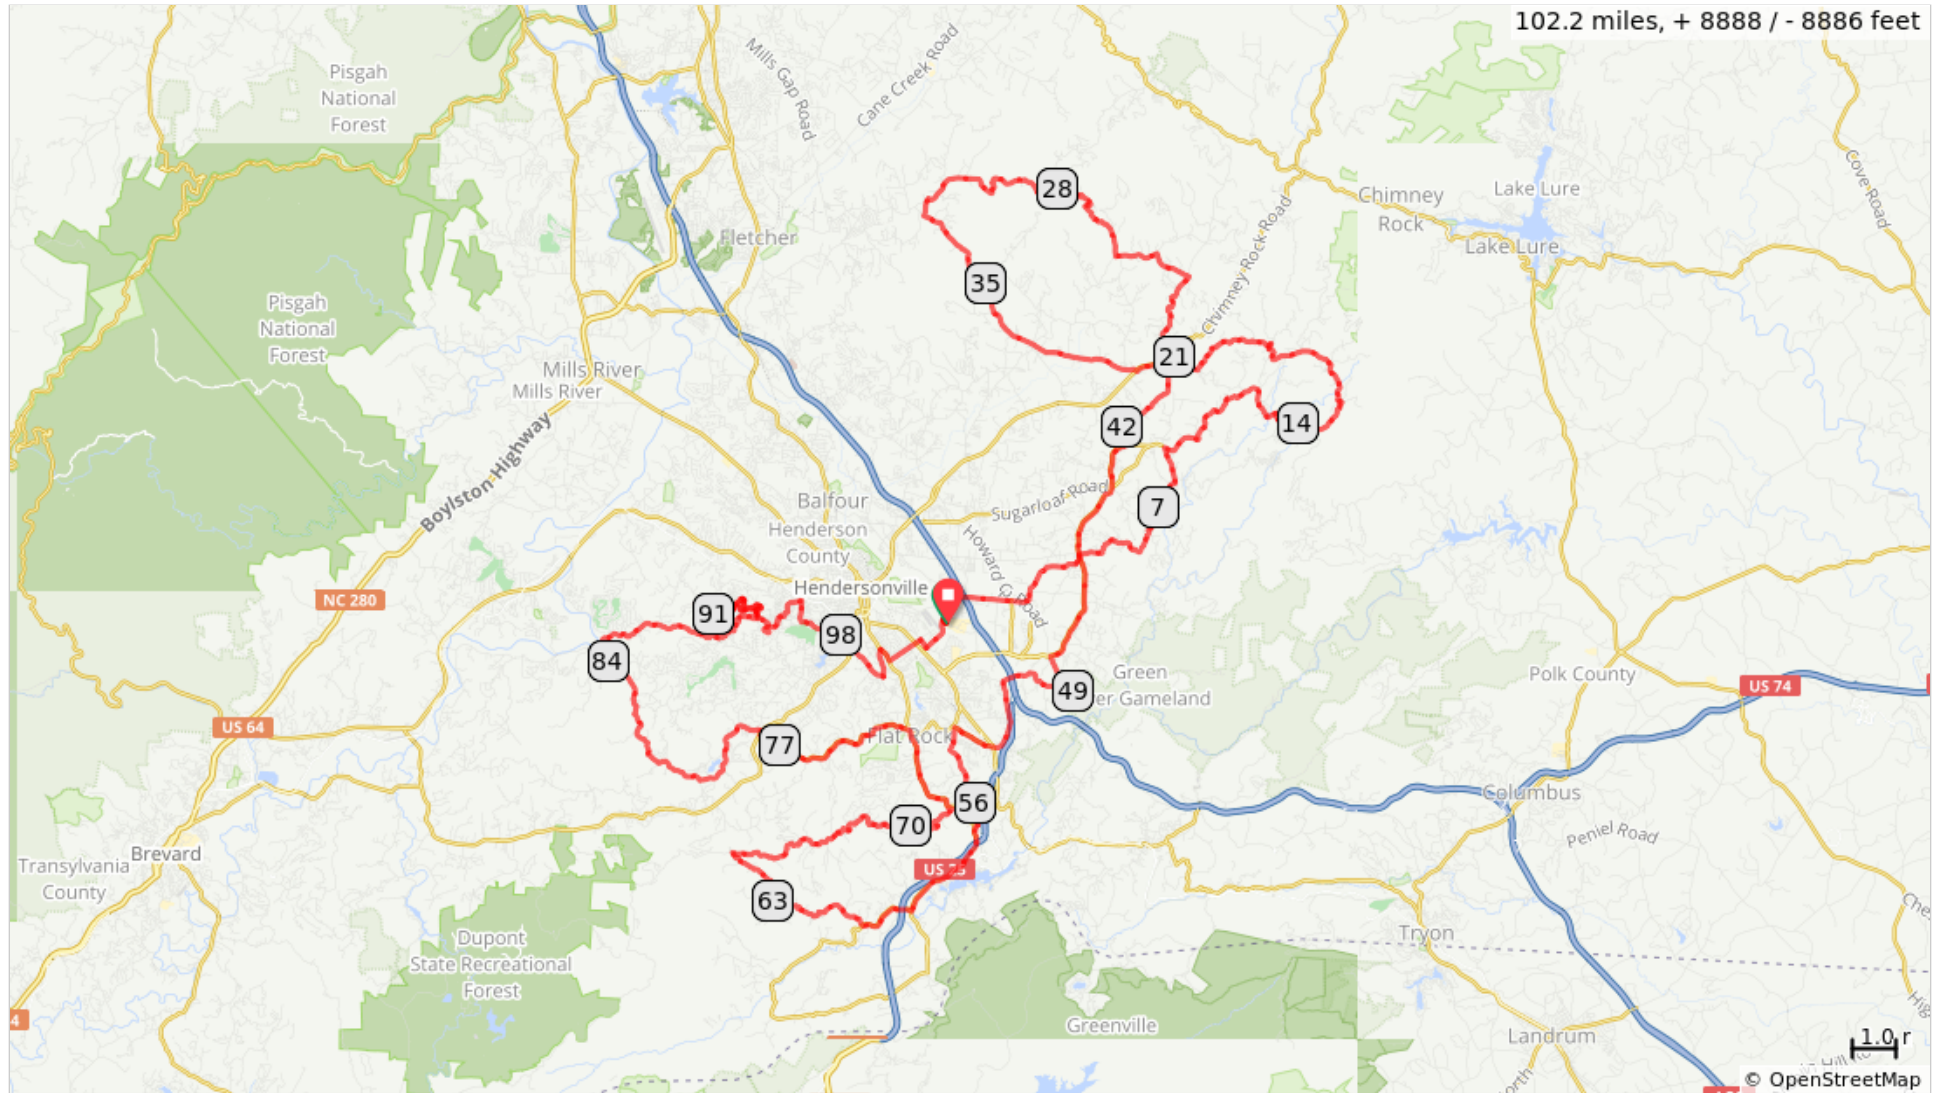 102.2 miles, + 8888 / - 8886 feet
Pisgah
National
Forest
Mills Gap Road
Cane Creek Road
Cove Road
28
Chimney
Rock
Lake Lure
Lake Lure
Fletcher
Chimney Rock Road
35
Pisgah
National
Forest
21
Mills River
Mills River
42
14
Boylston Highway
Sugarloaf Road
7
Balfour
Henderson
County
Howard
Road
Hendersonville
NC 280
91
98
84
49
Green
er Gameland
Polk County
US 74
US 64
77
Flat Rock
56
Columbus
70
Peniel Road
Brevard
Transylvania
County
US 25
63
Tryon
Dupont
State Recreational
Forest
4
Greenville
Landrum
1.0 r
© OpenStreetMap